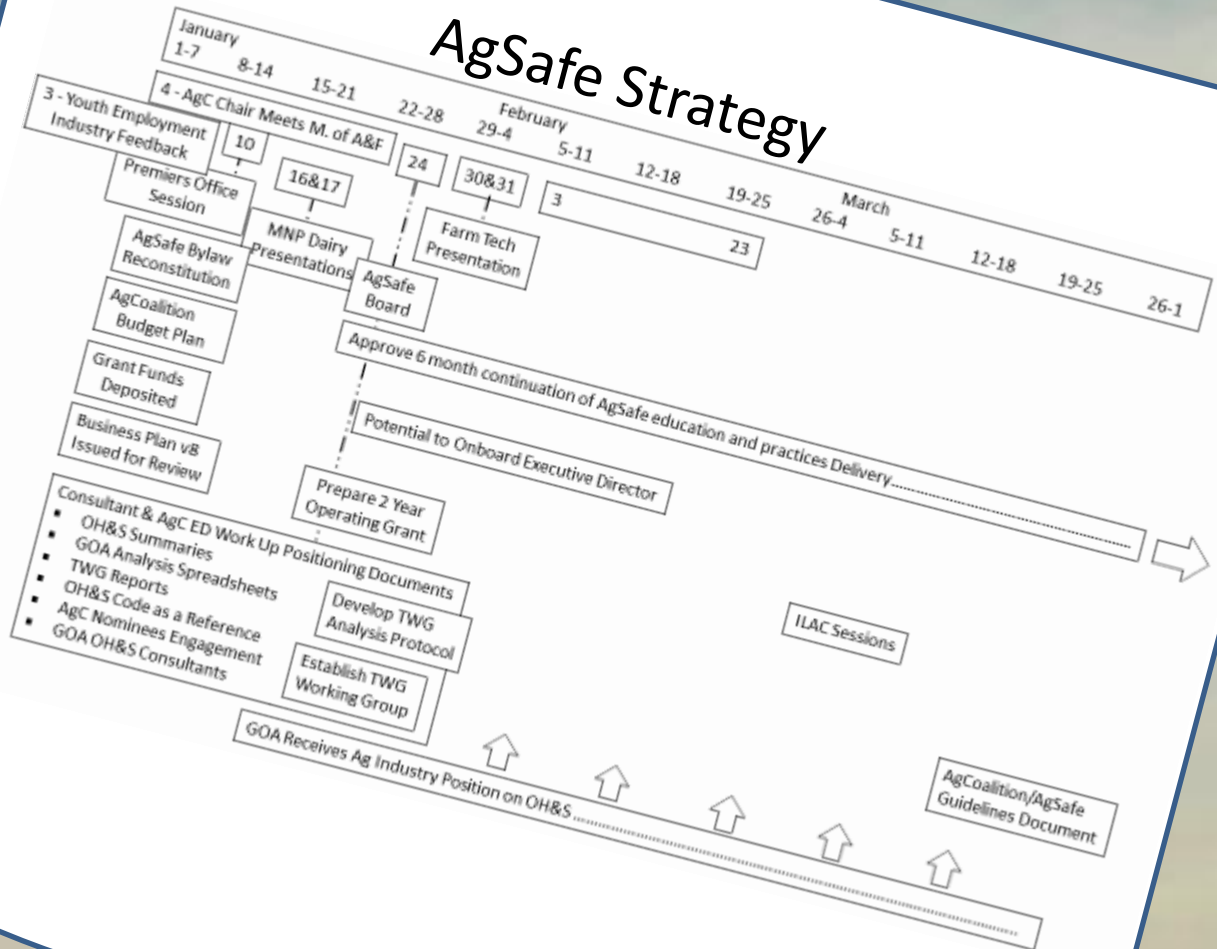 AgSafe Strategy
January
1-7 8-14 15-21 22-28 29-4 5-11 12-18 19-25 26-4 5-11 12-18 19-25 26-1
February
March
3 - Youth Employment
Industry Feedback
4 - AgC Chair Meets M. of A&F
10
16&17
24
30&31
3
23
Premiers Office
Session
MNP Dairy
Presentations
Farm Tech
Presentation
AgSafe Bylaw
Reconstitution
AgSafe
Board
AgCoalition
Budget Plan
Approve 6 month continuation of AgSafe education and practices Delivery......................................................
Grant Funds
Deposited
Potential to Onboard Executive Director
Business Plan v8
Issued for Review
Prepare 2 Year
Operating Grant
Consultant & AgC ED Work Up Positioning Documents
▪ OH&S Summaries
▪ GOA Analysis Spreadsheets
▪ TWG Reports
▪ OH&S Code as a Reference
▪ AgC Nominees Engagement
▪ GOA OH&S Consultants
Develop TWG
Analysis Protocol
Establish TWG
Working Group
ILAC Sessions
GOA Receives Ag Industry Position on OH&S....................................................................................................
AgCoalition/AgSafe
Guidelines Document